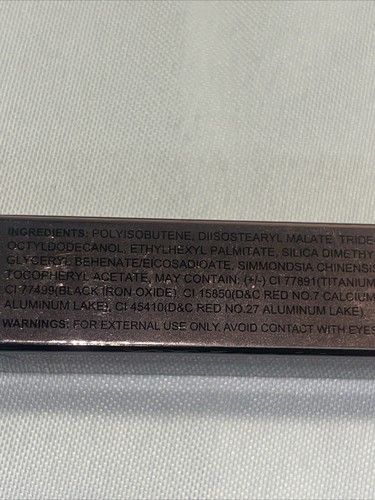 INGREDIENTS: POLYISOBUTENE, DIISOSTEARYL MALATE, TRIDE
OCTYLDODECANOL, ETHYLHEXYL PALMITATE, SILICA DIMETHY
GLYCERYL BEHENATE/EICOSADIOATE, SIMMONDSIA CHINENSIS
TOCOPHERYL ACETATE, MAY CONTAIN: (+/-) CI 77891(TITANIUM
CI 77499(BLACK IRON OXIDE), CI 15850(D&C RED NO.7 CALCIUM
ALUMINUM LAKE), CI 45410(D&C RED NO.27 ALUMINUM LAKE)
WARNINGS: FOR EXTERNAL USE ONLY. AVOID CONTACT WITH EYES